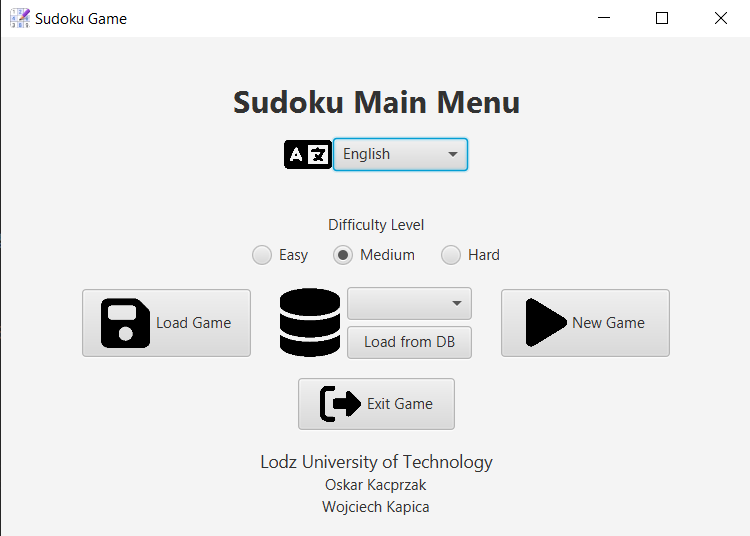 Sudoku Game
Sudoku Main Menu
A 文 English
Difficulty Level
Easy Medium Hard
Load Game
Load from DB
New Game
Exit Game
Lodz University of Technology
Oskar Kacprzak
Wojciech Kapica